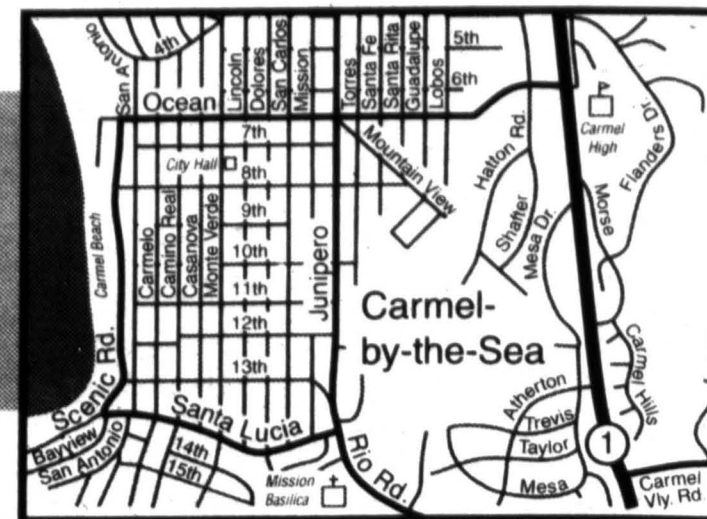 San Antonio
4th
Lincoln
Dolores
San Carlos
Mission
Torres
Santa Fe
Santa Rita
Guadalupe
Lobos
5th
6th
Ocean
7th
City Hall
8th
9th
10th
11th
12th
13th
Carmel Beach
Carmelo
Camino Real
Casanova
Monte Verde
Junipero
Mountain View
Hatton Rd.
Shafter
Mesa Dr.
Carmel
High
Flanders Dr.
Morse
Carmel-
by-the-Sea
Carmel Hills
Scenic Rd.
Santa Lucia
Bayview
San Antonio
14th
15th
Mission
Basilica
Rio Rd.
Atherton
Trevis
Taylor
Mesa
1
Carmel
Vly. Rd.